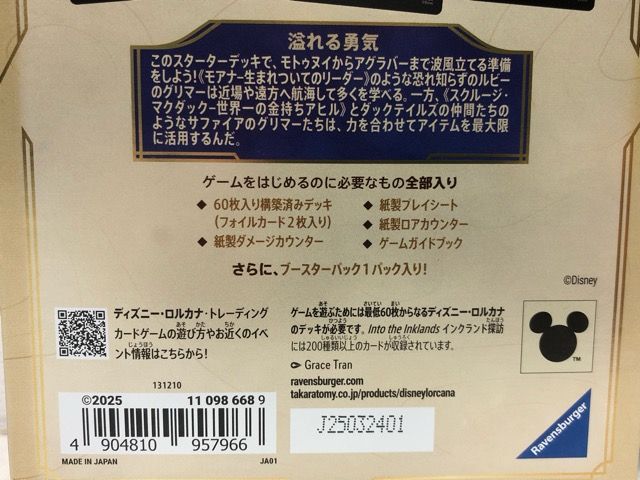 溢れる勇気
このスターターデッキで、モトゥヌイからアグラバーまで波風立てる準備
をしよう!《モアナ-生まれついてのリーダー》のような恐れ知らずのルビー
のグリマーは近場や遠方へ航海して多くを学べる。一方、《スクルージ・
マクダック-世界一の金持ちアヒル》とダックテイルズの仲間たちの
ようなサファイアのグリマーたちは、力を合わせてアイテムを最大限
に活用するんだ。
ゲームをはじめるのに必要なもの全部入り
◆ 60枚入り構築済みデッキ
(フォイルカード2枚入り)
◆ 紙製ダメージカウンター
◆ 紙製プレイシート
◆ 紙製ロアカウンター
◆ ゲームガイドブック
さらに、ブースターパック1パック入り!
©Disney
ディズニー・ロルカナ・トレーディング
カードゲームの遊び方やお近くのイベ
ント情報はこちらから!
ゲームを遊ぶためには最低60枚からなるディズニー・ロルカナ
のデッキが必要です。Into the Inklands インクランド探訪
には200種類以上のカードが収録されています。
Grace Tran
ravensburger.com
takaratomy.co.jp/products/disneylorcana
TM
131210
©2025 11 098 668 9
4 904810 957966
MADE IN JAPAN JA01
J25032401
Ravensburger